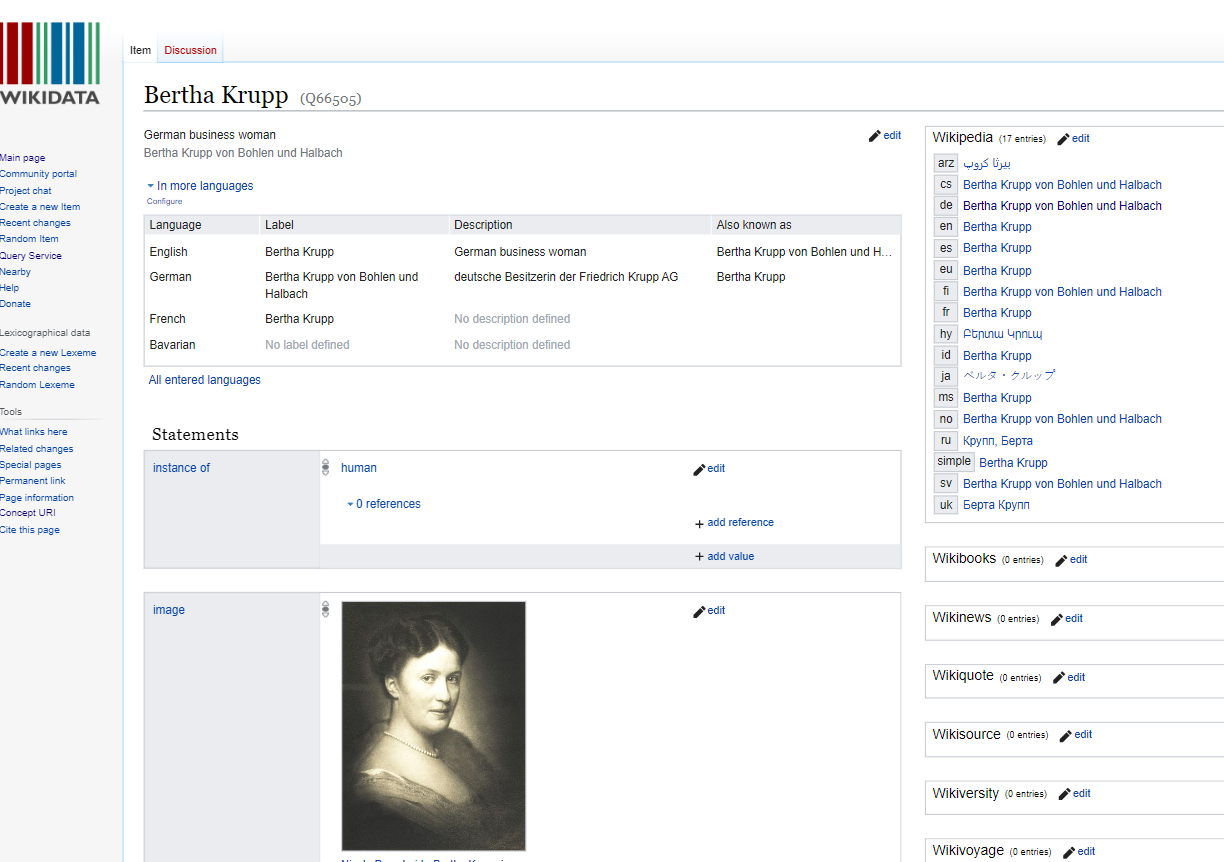 WIKIDATA
Main page
Community portal
Project chat
Create a new Item
Recent changes
Random Item
Query Service
Nearby
Help
Donate
Lexicographical data
Create a new Lexeme
Recent changes
Random Lexeme
Tools
What links here
Related changes
Special pages
Permanent link
Page information
Concept URI
Cite this page
Item Discussion
Bertha Krupp (Q66505)
German business woman edit
Bertha Krupp von Bohlen und Halbach
In more languages
Configure
Language Label Description Also known as
English Bertha Krupp German business woman Bertha Krupp von Bohlen und H…
German Bertha Krupp von Bohlen und deutsche Besitzerin der Friedrich Krupp AG Bertha Krupp
Halbach
French Bertha Krupp No description defined
Bavarian No label defined No description defined
All entered languages
Statements
instance of human edit
0 references
+ add reference
+ add value
image edit
Wikipedia (17 entries) edit
arz بيرثا كروب
cs Bertha Krupp von Bohlen und Halbach
de Bertha Krupp von Bohlen und Halbach
en Bertha Krupp
es Bertha Krupp
eu Bertha Krupp
fi Bertha Krupp von Bohlen und Halbach
fr Bertha Krupp
hy Բերտա Կրուպ
id Bertha Krupp
ja ベルタ・クルップ
ms Bertha Krupp
no Bertha Krupp von Bohlen und Halbach
ru Крупп, Берта
simple Bertha Krupp
sv Bertha Krupp von Bohlen und Halbach
uk Берта Крупп
Wikibooks (0 entries) edit
Wikinews (0 entries) edit
Wikiquote (0 entries) edit
Wikisource (0 entries) edit
Wikiversity (0 entries) edit
Wikivoyage (0 entries) edit